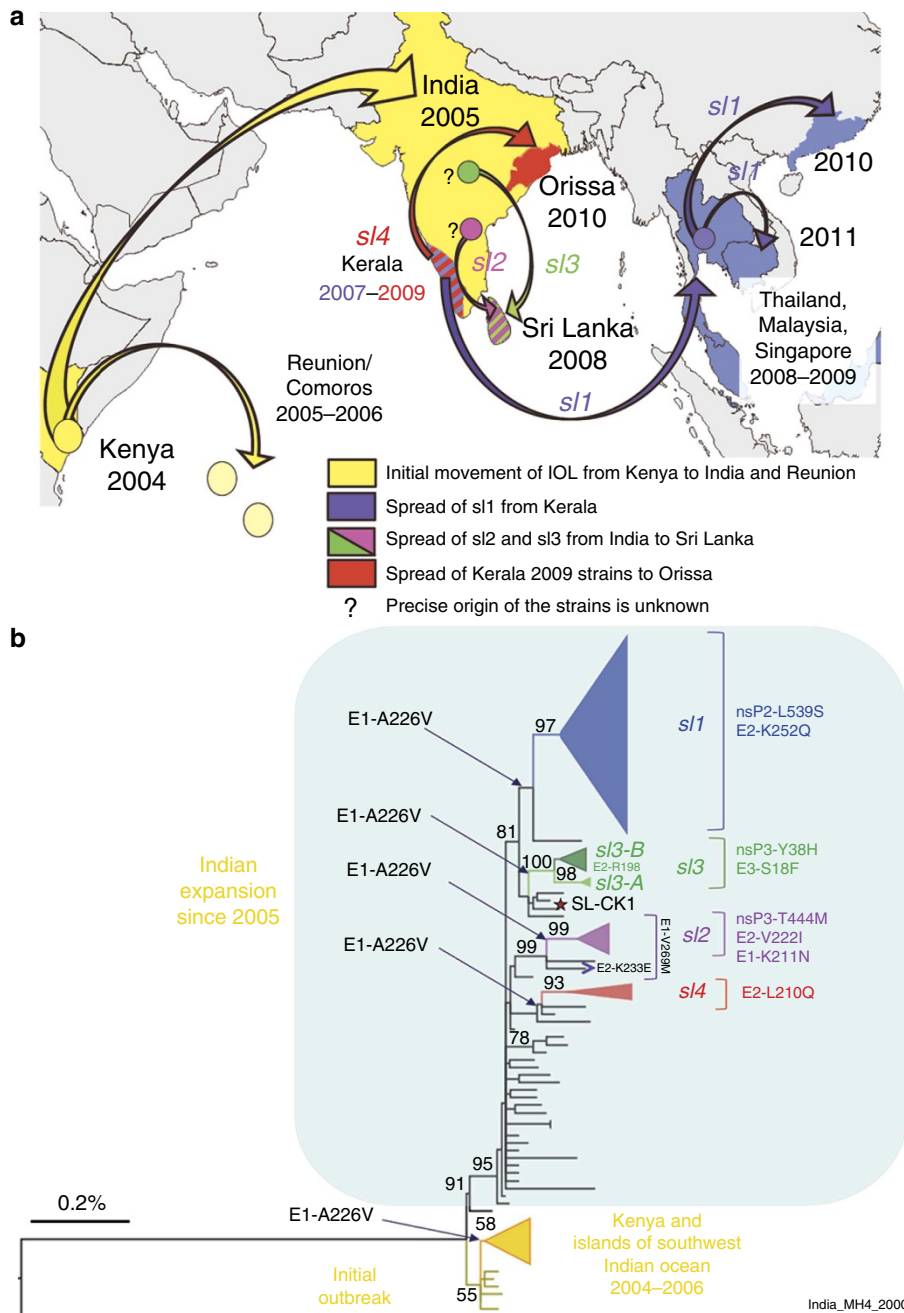 a
India
2005
sl1
2010
sl1
?
Orissa
2010
?
sl4
Kerala
2007–2009
sl2
sl3
2011
Sri Lanka
2008
Thailand,
Malaysia,
Singapore
2008–2009
Reunion/
Comoros
2005–2006
sl1
Kenya
2004
Initial movement of IOL from Kenya to India and Reunion
Spread of sl1 from Kerala
Spread of sl2 and sl3 from India to Sri Lanka
Spread of Kerala 2009 strains to Orissa
? Precise origin of the strains is unknown
b
E1-A226V
97
sl1
nsP2-L539S
E2-K252Q
E1-A226V
81
Indian
expansion
since 2005
100
sl3-B
E2-R198
98
sl3-A
sl3
nsP3-Y38H
E3-S18F
E1-A226V
SL-CK1
99
E1-V269M
sl2
nsP3-T444M
E2-V222I
E1-K211N
E1-A226V
99
E2-K233E
93
sl4
E2-L210Q
78
95
91
0.2%
E1-A226V
58
Kenya and
islands of southwest
Indian ocean
2004–2006
Initial
outbreak
55